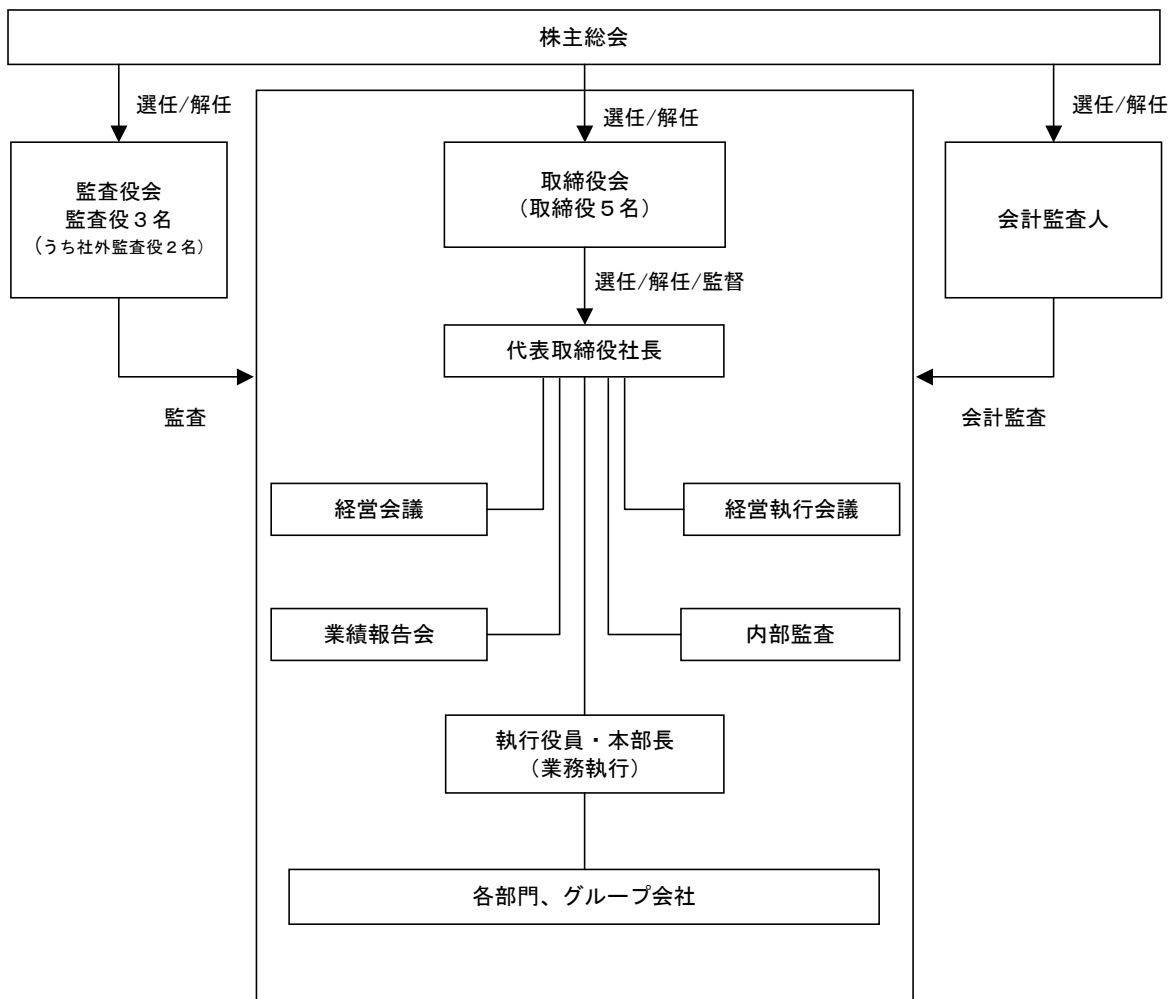 株主総会
選任/解任
選任/解任
選任/解任
監査役会
監査役３名
（うち社外監査役２名）
取締役会
（取締役５名）
会計監査人
選任/解任/監督
代表取締役社長
監査
会計監査
経営会議
経営執行会議
業績報告会
内部監査
執行役員・本部長
（業務執行）
各部門、グループ会社